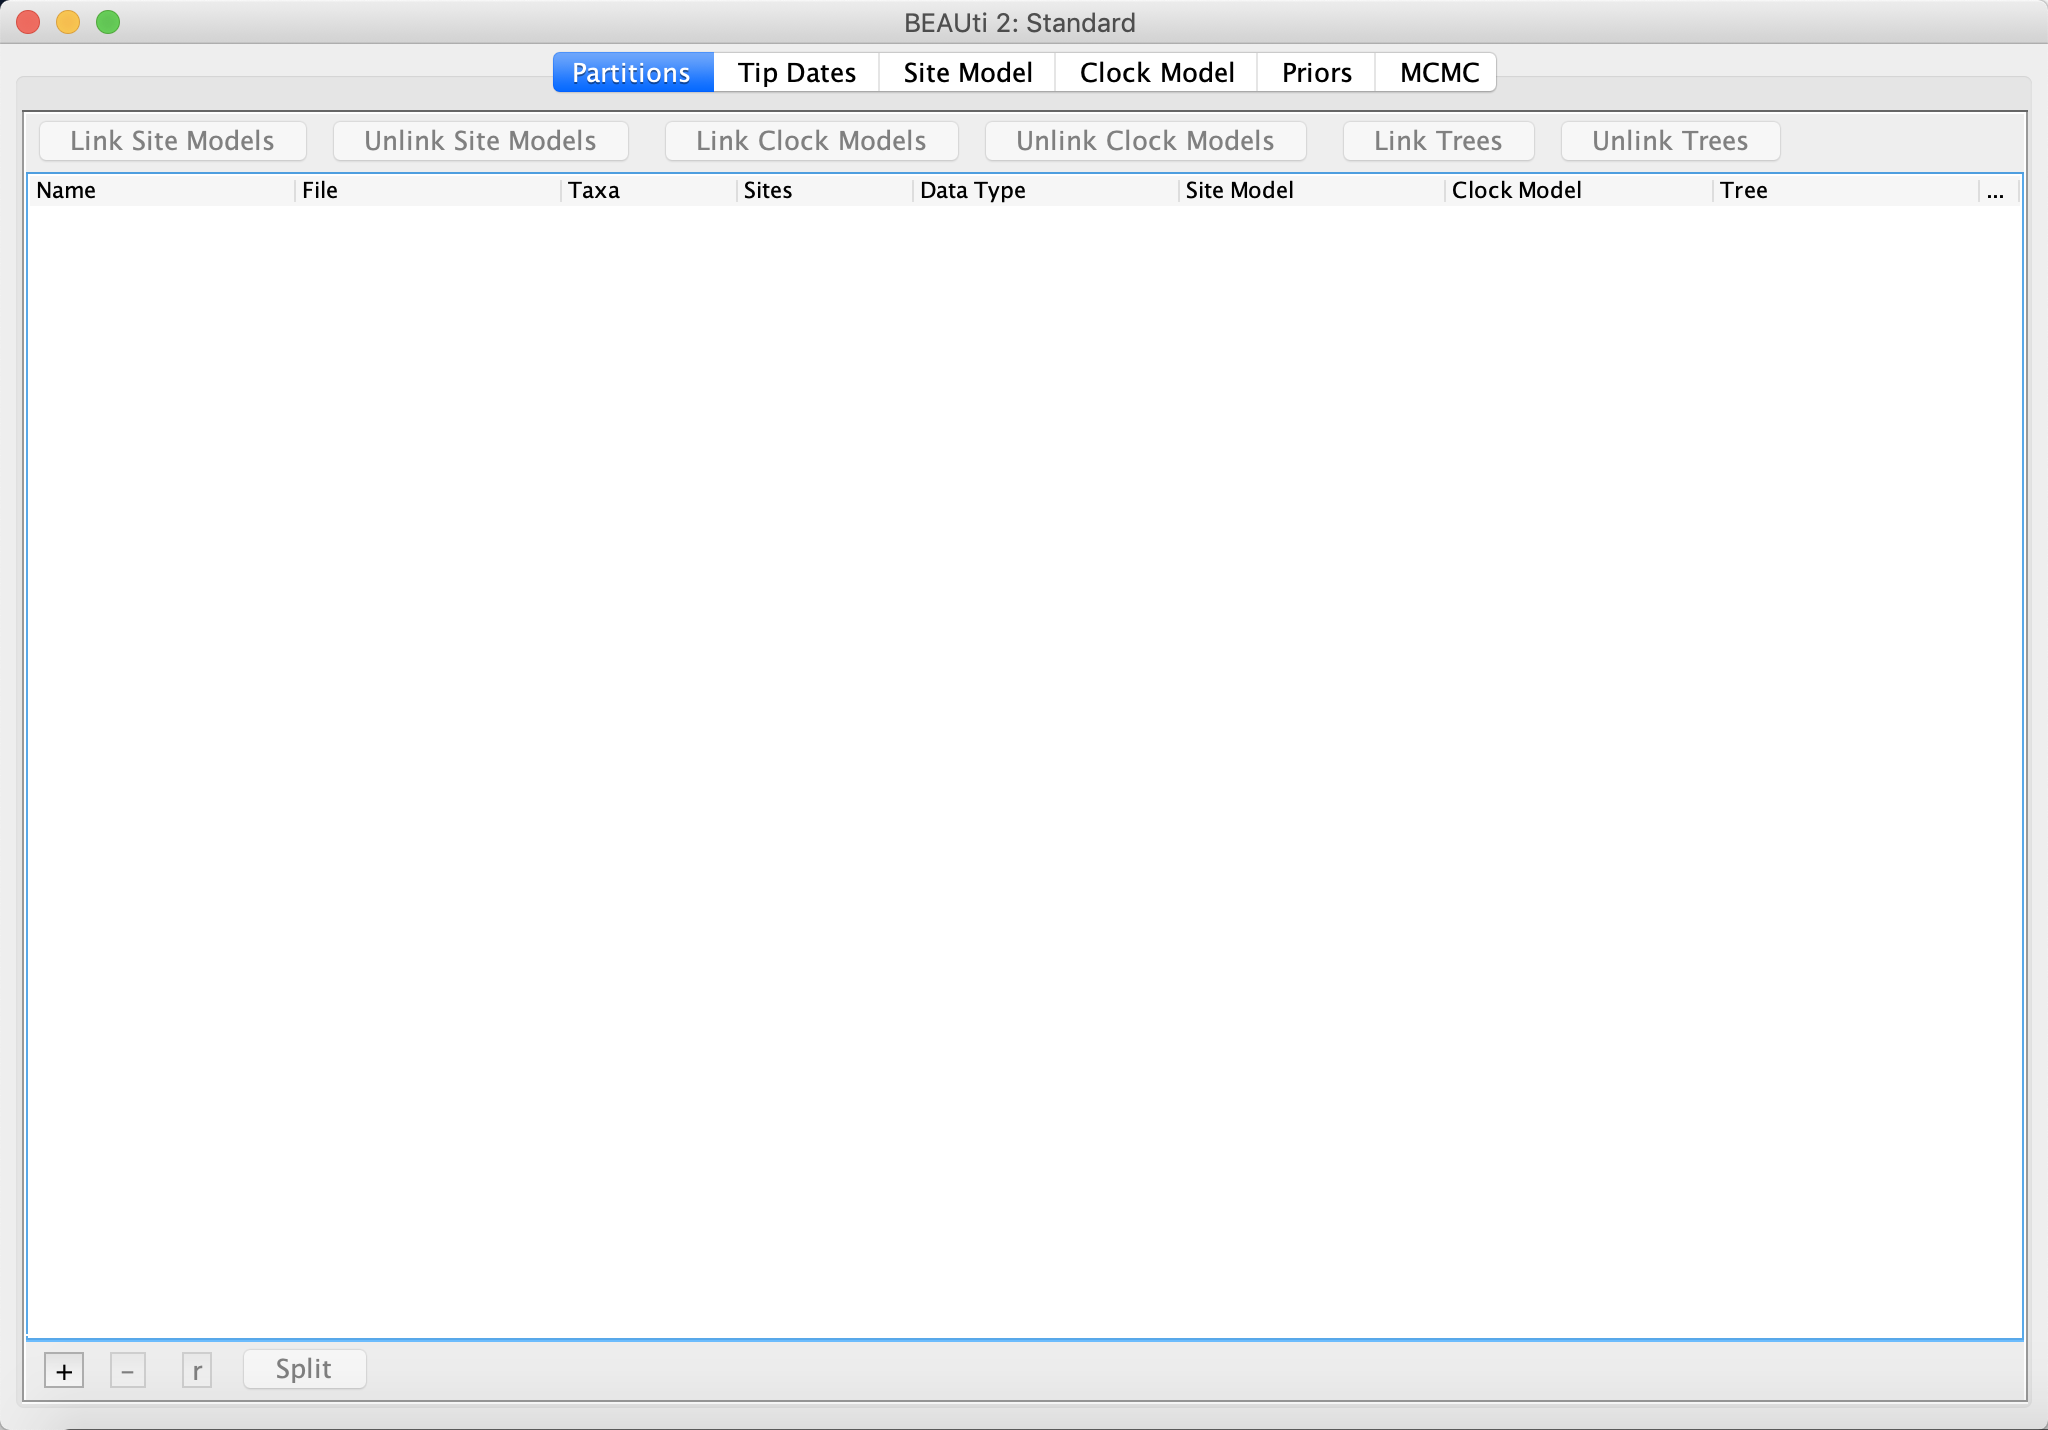 BEAUti 2: Standard
Partitions Tip Dates Site Model Clock Model Priors MCMC
Link Site Models Unlink Site Models Link Clock Models Unlink Clock Models Link Trees Unlink Trees
Name File Taxa Sites Data Type Site Model Clock Model Tree ...
+ − r Split